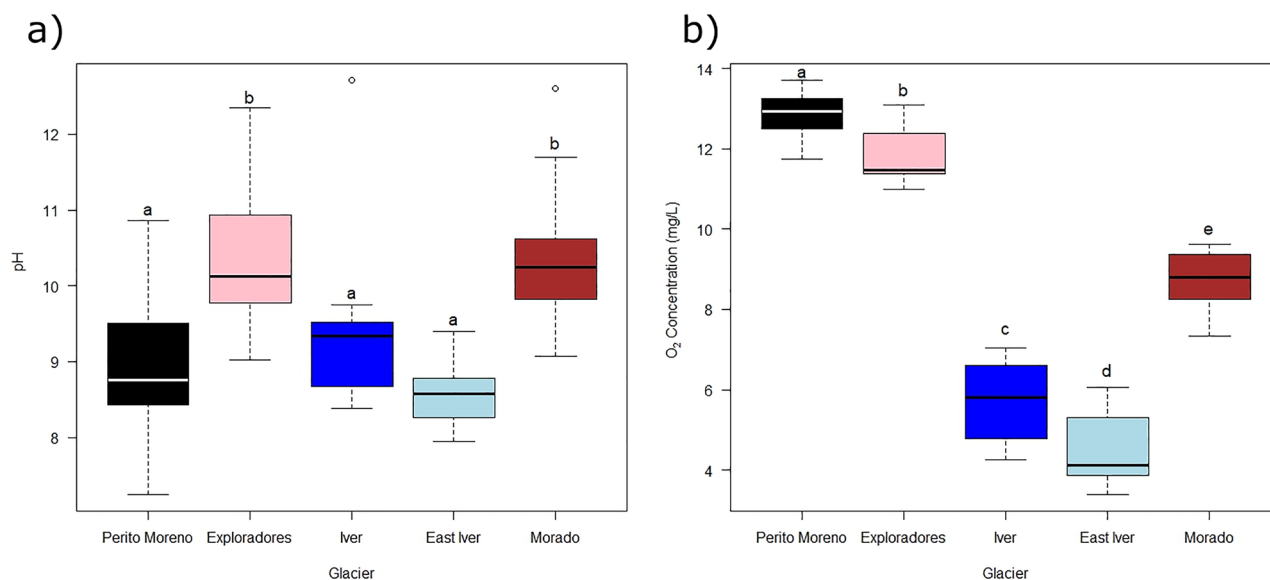 a)
b)
pH
12
11
10
9
8
a
b
a
a
b
Perito Moreno
Exploradores
Iver
East Iver
Morado
Glacier
O₂ Concentration (mg/L)
14
12
10
8
6
4
a
b
c
d
e
Perito Moreno
Exploradores
Iver
East Iver
Morado
Glacier